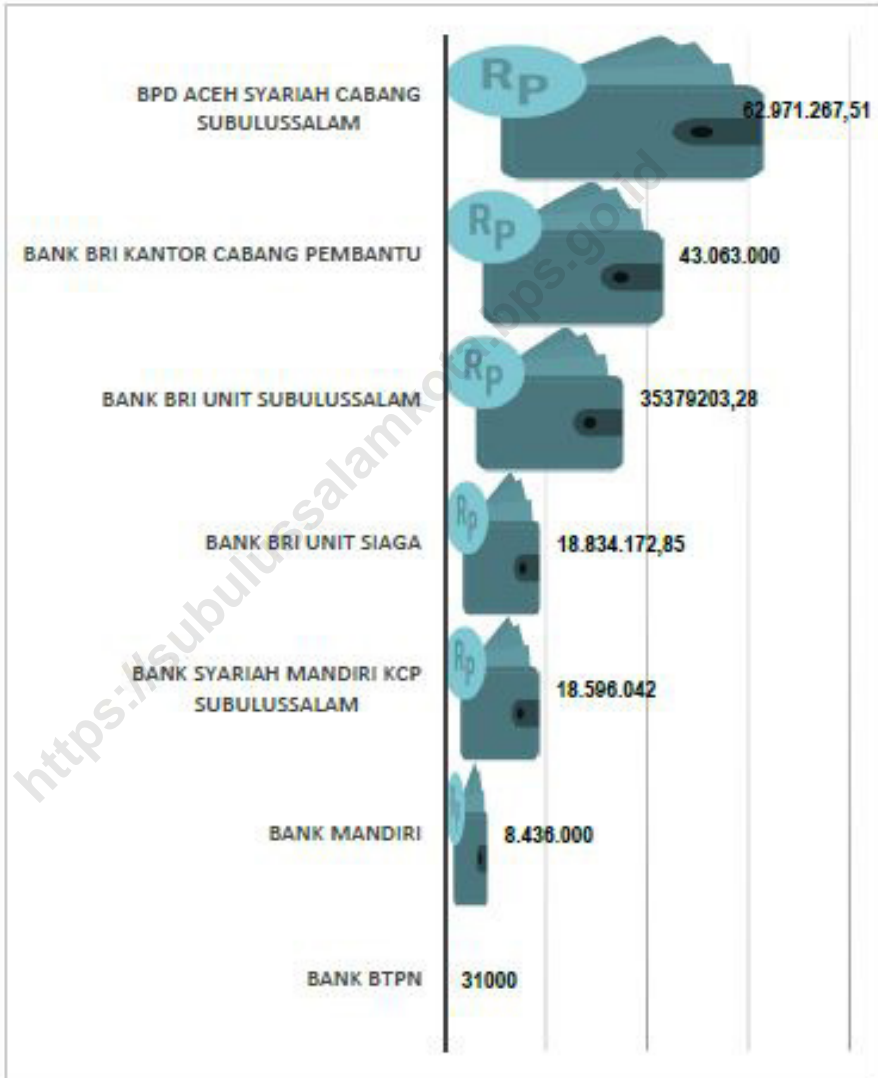 BPD ACEH SYARIAH CABANG
SUBULUSSALAM
Rp
62.971.267,51
BANK BRI KANTOR CABANG PEMBANTU
Rp
43.063.000
BANK BRI UNIT SUBULUSSALAM
Rp
35379203,28
BANK BRI UNIT SIAGA
Rp
18.834.172,85
BANK SYARIAH MANDIRI KCP
SUBULUSSALAM
Rp
18.596.042
BANK MANDIRI
Rp
8.436.000
BANK BTPN
31000
https://subulussalamkota.bps.go.id